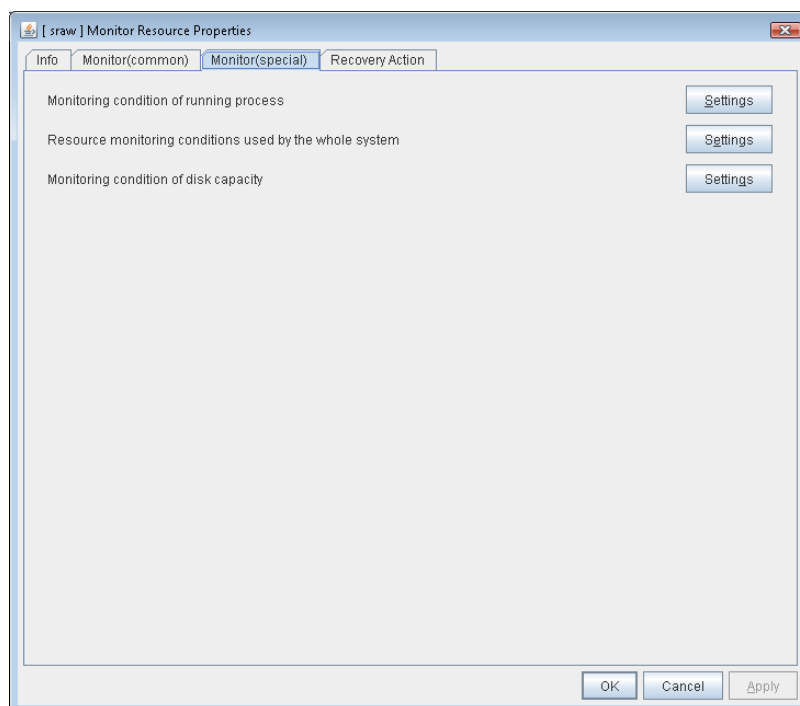 [ sraw ] Monitor Resource Properties
Info Monitor(common) Monitor(special) Recovery Action
Monitoring condition of running process Settings
Resource monitoring conditions used by the whole system Settings
Monitoring condition of disk capacity Settings
OK Cancel Apply